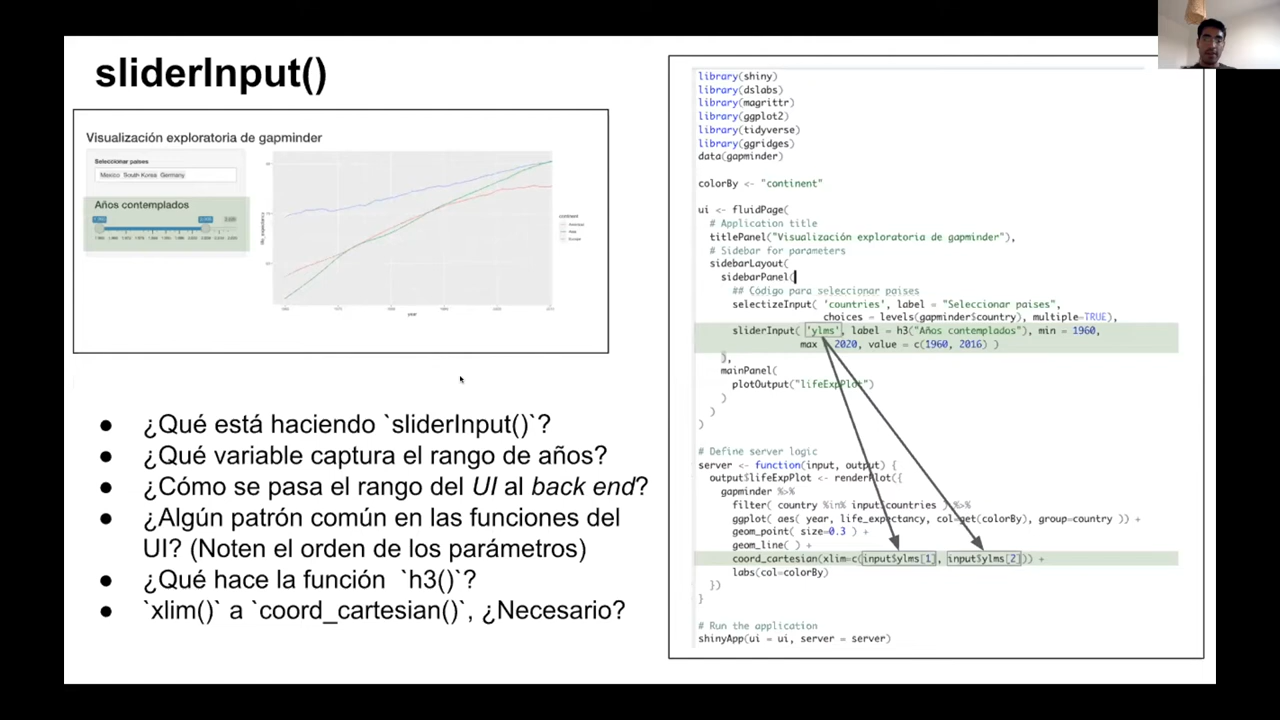 sliderInput()
Visualización exploratoria de gapminder
Seleccionar países
Mexico South Korea Germany
Años contemplados
life_expectancy
year
continent
● ¿Qué está haciendo `sliderInput()`?
● ¿Qué variable captura el rango de años?
● ¿Cómo se pasa el rango del UI al back end?
● ¿Algún patrón común en las funciones del
UI? (Noten el orden de los parámetros)
● ¿Qué hace la función `h3()`?
● `xlim()` a `coord_cartesian()`, ¿Necesario?
library(shiny)
library(dslabs)
library(magrittr)
library(ggplot2)
library(tidyverse)
library(ggridges)
data(gapminder)
colorBy <- "continent"
ui <- fluidPage(
# Application title
titlePanel("Visualización exploratoria de gapminder"),
# Sidebar for parameters
sidebarLayout(
sidebarPanel(
## Código para seleccionar países
selectizeInput( 'countries', label = "Seleccionar países",
choices = levels(gapminder$country), multiple=TRUE),
sliderInput( 'ylms', label = h3("Años contemplados"), min = 1960,
max 2020, value = c(1960, 2016) )
),
mainPanel(
plotOutput("lifeExpPlot")
)
)
)
# Define server logic
server <- function(input, output) {
output$lifeExpPlot <- renderPlot({
gapminder %>%
filter( country %in% input$countries ) %>%
ggplot( aes( year, life_expectancy, col=get(colorBy), group=country )) +
geom_point( size=0.3 ) +
geom_line( ) +
coord_cartesian(xlim=c(input$ylms[1], input$ylms[2])) +
labs(col=colorBy)
})
}
# Run the application
shinyApp(ui = ui, server = server)